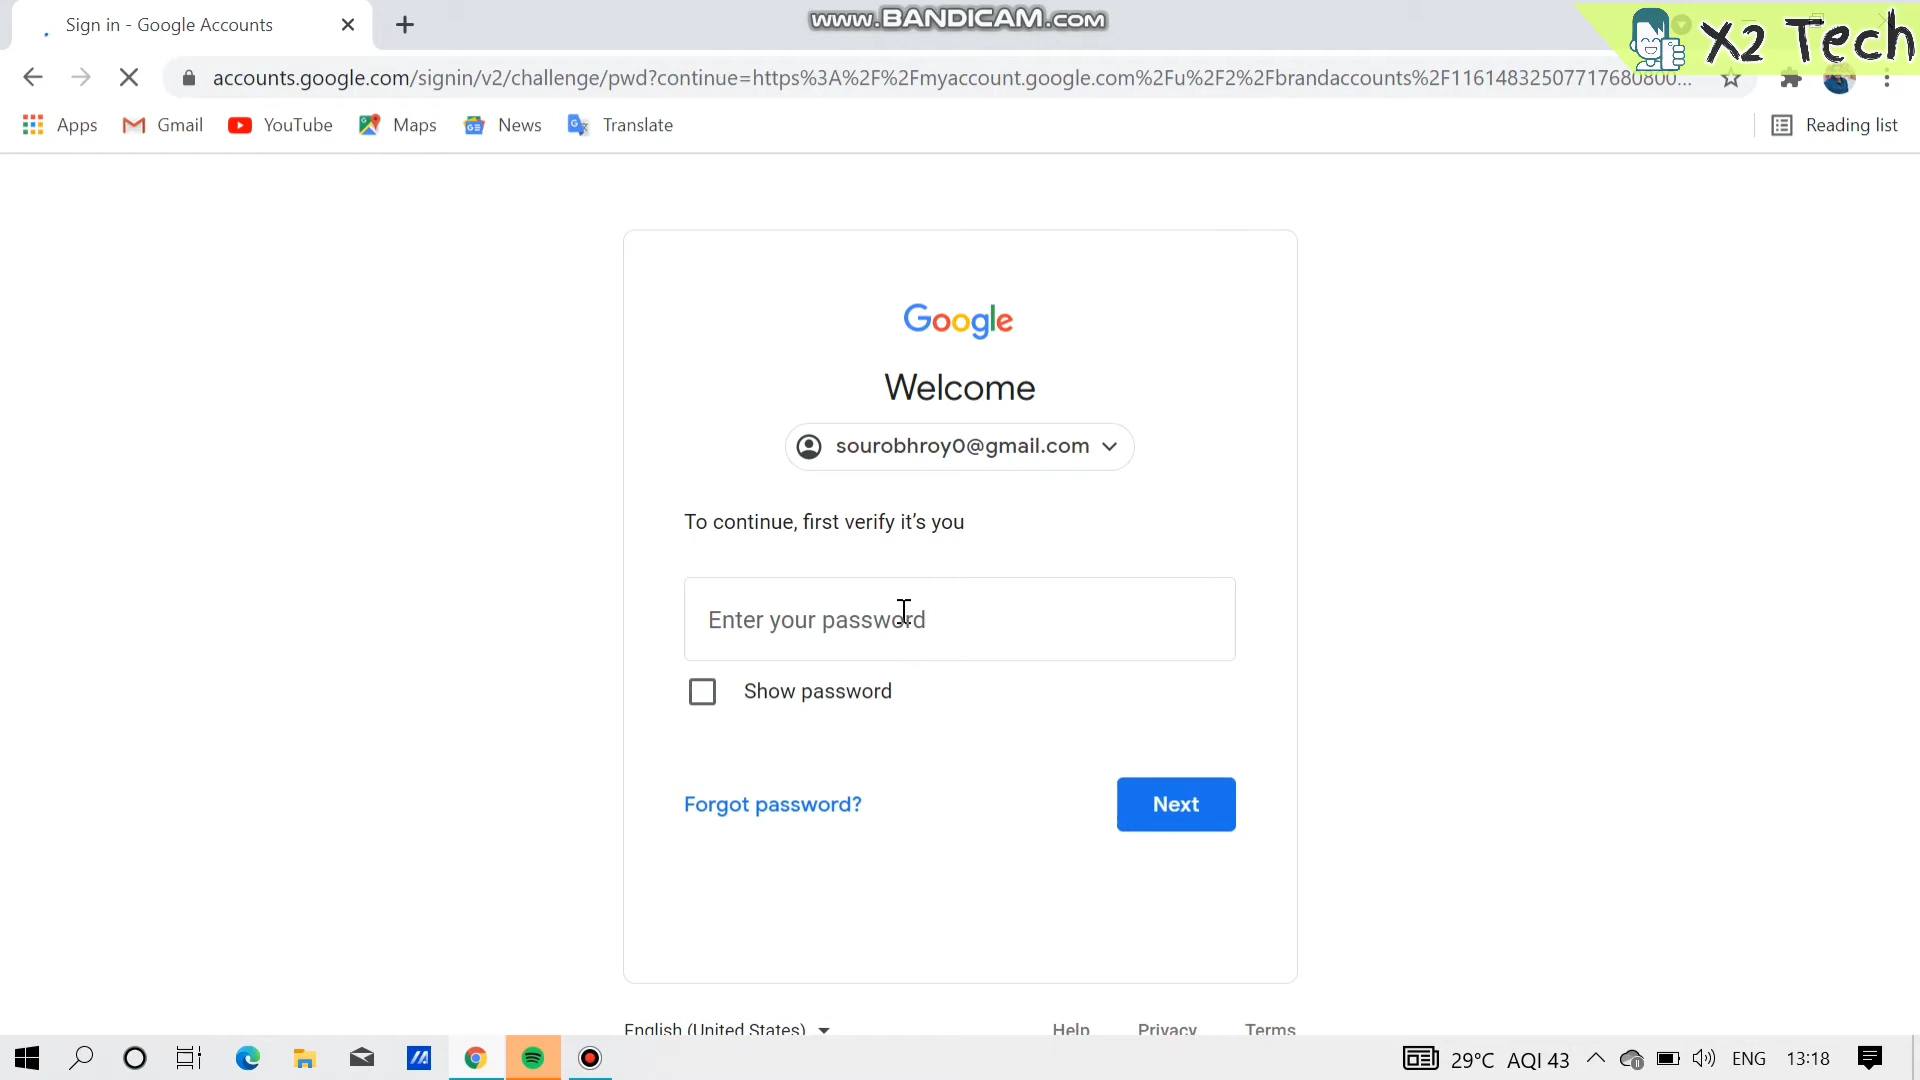 Sign in - Google Accounts
www.BANDICAM.com
X2 Tech
accounts.google.com/signin/v2/challenge/pwd?continue=https%3A%2F%2Fmyaccount.google.com%2Fu%2F2%2Fbrandaccounts%2F11614832507717680800...
Apps Gmail YouTube Maps News Translate Reading list
Google
Welcome
sourobhroy0@gmail.com
To continue, first verify it's you
Enter your password
Show password
Forgot password? Next
English (United States) Help Privacy Terms
29°C AQI 43 ENG 13:18